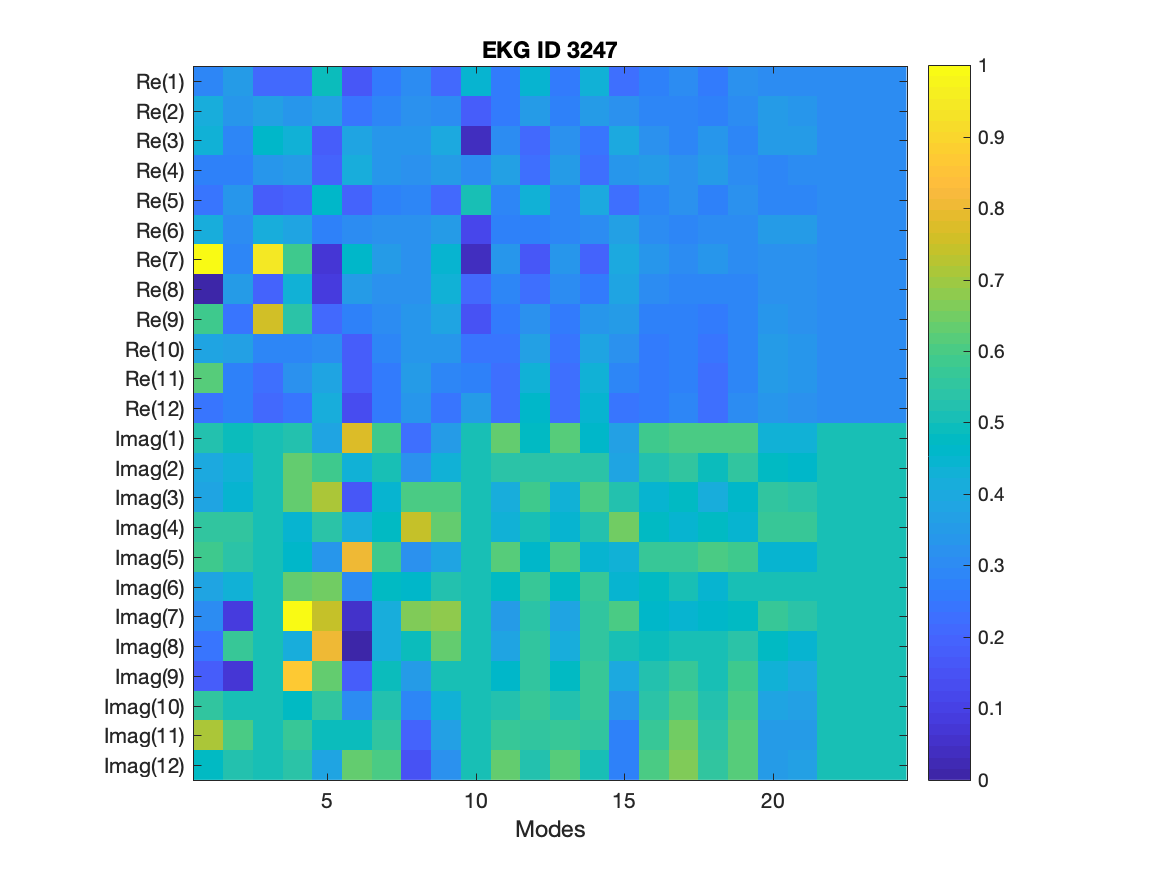 EKG ID 3247
Re(1)
Re(2)
Re(3)
Re(4)
Re(5)
Re(6)
Re(7)
Re(8)
Re(9)
Re(10)
Re(11)
Re(12)
Imag(1)
Imag(2)
Imag(3)
Imag(4)
Imag(5)
Imag(6)
Imag(7)
Imag(8)
Imag(9)
Imag(10)
Imag(11)
Imag(12)
5 10 15 20
Modes
1
0.9
0.8
0.7
0.6
0.5
0.4
0.3
0.2
0.1
0